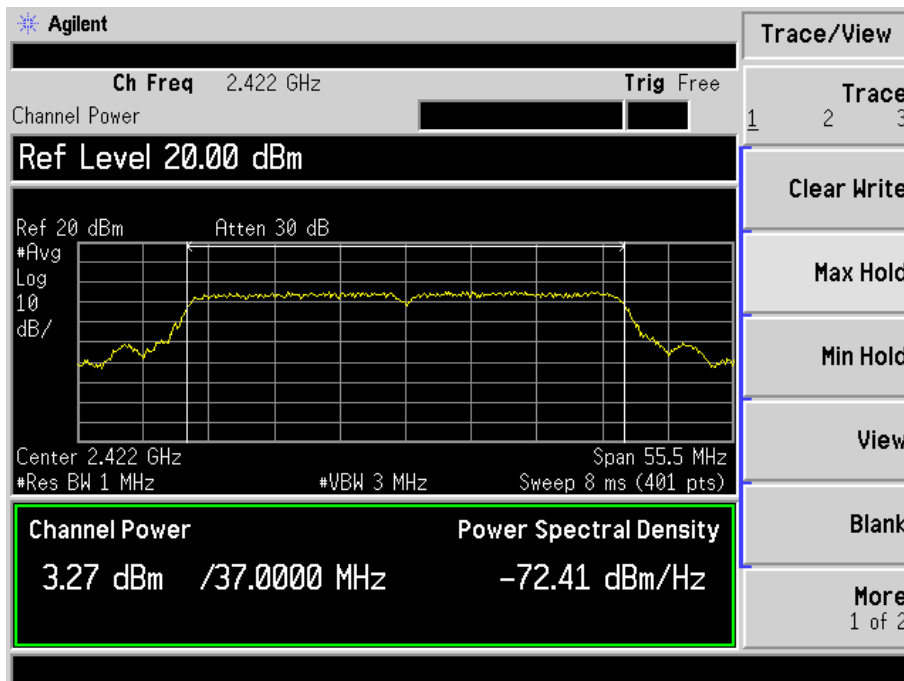 Agilent
Trace/View
Ch Freq 2.422 GHz Trig Free
Channel Power
Trace
1 2 3
Ref Level 20.00 dBm
Clear Write
Ref 20 dBm Atten 30 dB
#Avg
Log
10
dB/
Max Hold
Min Hold
View
Center 2.422 GHz Span 55.5 MHz
#Res BW 1 MHz #VBW 3 MHz Sweep 8 ms (401 pts)
Channel Power Power Spectral Density
Blank
3.27 dBm /37.0000 MHz -72.41 dBm/Hz
More
1 of 2